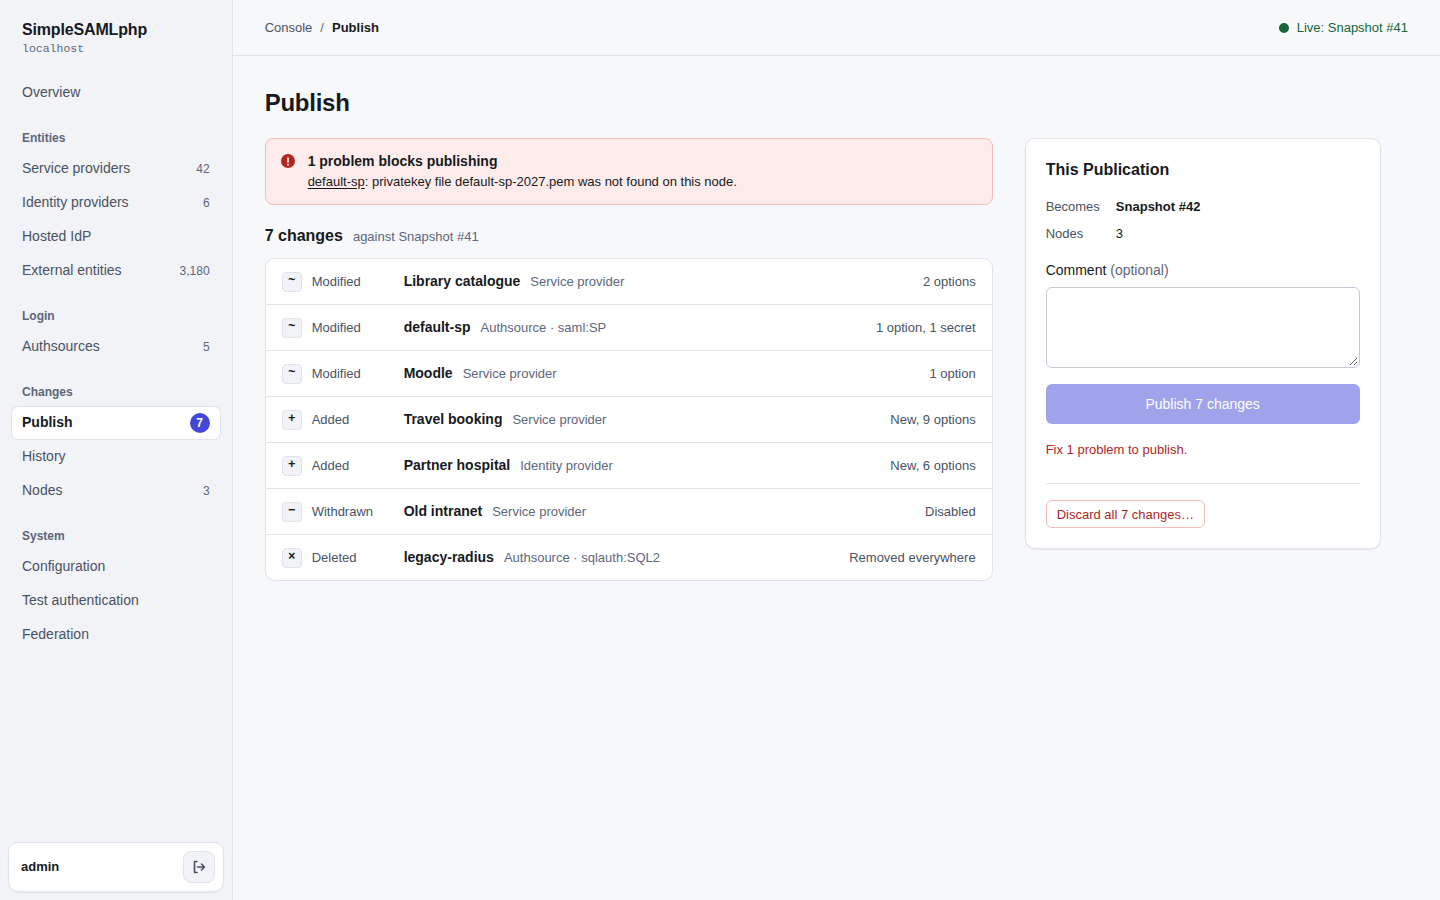 SimpleSAMLphp
localhost
Overview
Entities
Service providers 42
Identity providers 6
Hosted IdP
External entities 3,180
Login
Authsources 5
Changes
Publish 7
History
Nodes 3
System
Configuration
Test authentication
Federation
admin
Console / Publish
Live: Snapshot #41
Publish
1 problem blocks publishing
default-sp: privatekey file default-sp-2027.pem was not found on this node.
7 changes against Snapshot #41
~ Modified Library catalogue Service provider 2 options
~ Modified default-sp Authsource · saml:SP 1 option, 1 secret
~ Modified Moodle Service provider 1 option
+ Added Travel booking Service provider New, 9 options
+ Added Partner hospital Identity provider New, 6 options
− Withdrawn Old intranet Service provider Disabled
× Deleted legacy-radius Authsource · sqlauth:SQL2 Removed everywhere
This Publication
Becomes Snapshot #42
Nodes 3
Comment (optional)
Publish 7 changes
Fix 1 problem to publish.
Discard all 7 changes…